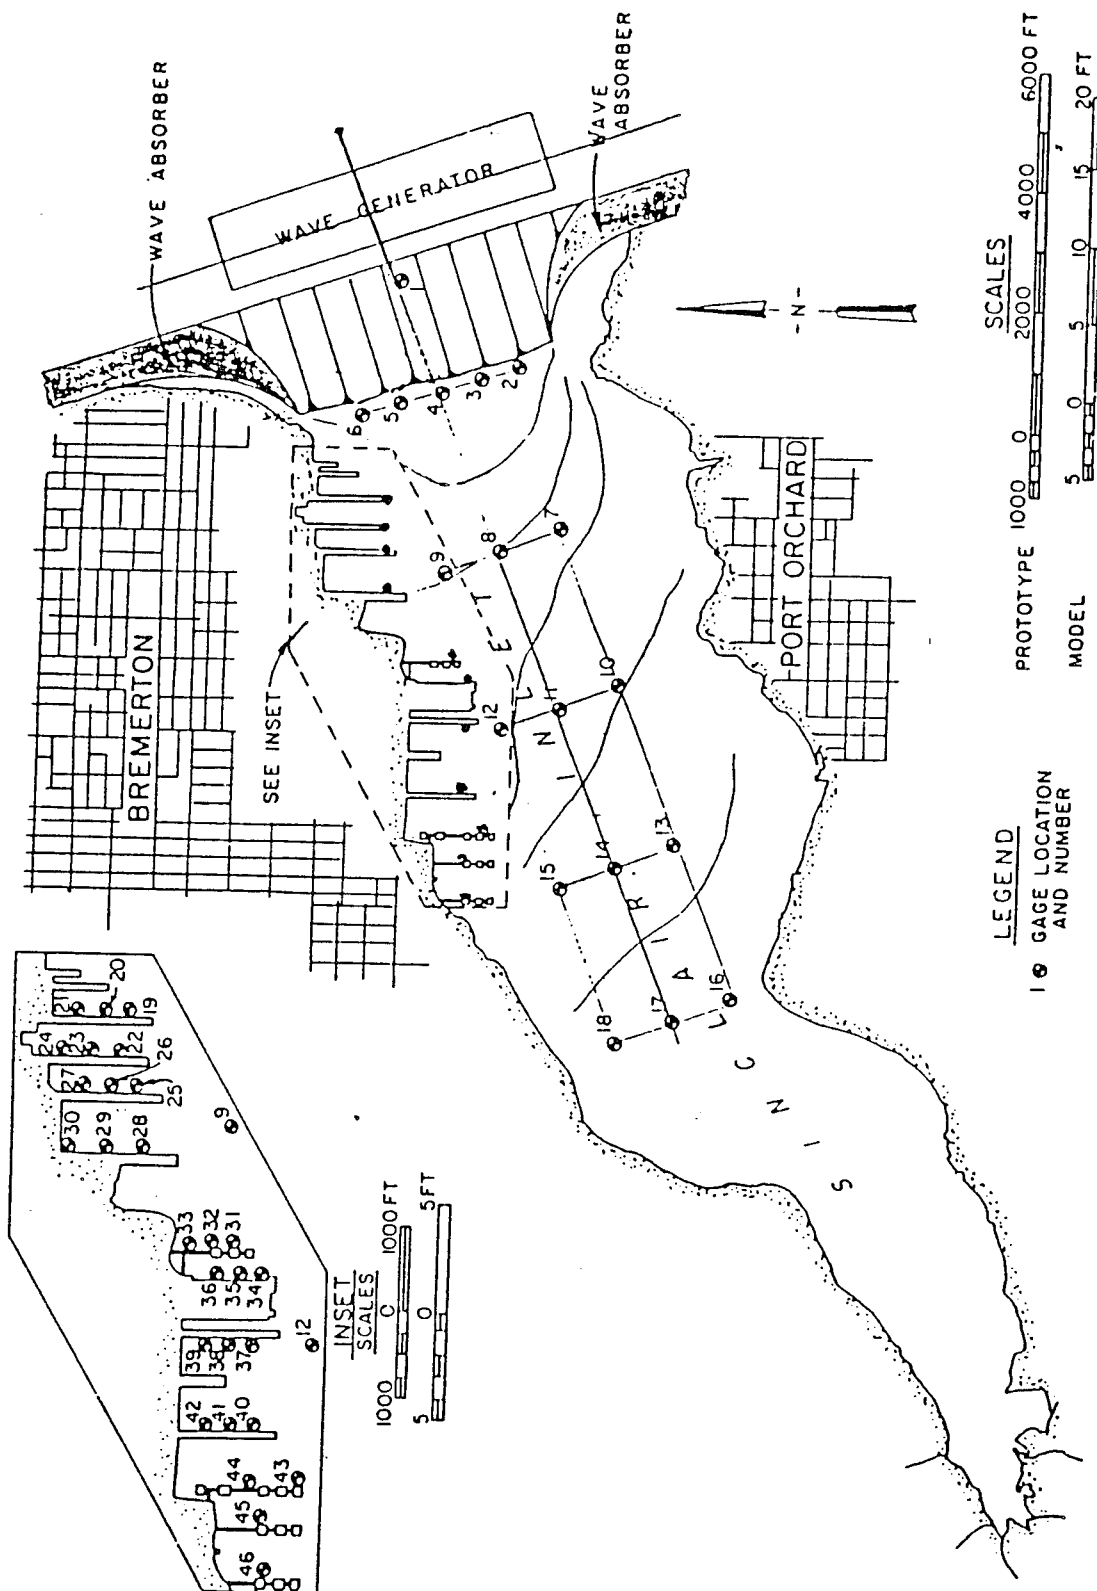 WAVE ABSORBER
WAVE GENERATOR
WAVE
ABSORBER
BREMERTON
SEE INSET
PORT ORCHARD
SINCLAIR INLET
1
2
3
4
5
6
7
8
9
10
11
12
13
14
15
16
17
18
-N-
SCALES
PROTOTYPE 1000 0 2000 4000 6000 FT
MODEL 5 0 5 10 15 20 FT
LEGEND
1 GAGE LOCATION
AND NUMBER
INSET
SCALES
1000 0 1000 FT
5 0 5 FT
46
45
44
43
42
41
40
39
38
37
12
36
35
34
33
32
31
30
29
28
9
27
26
25
24
23
22
21
20
19